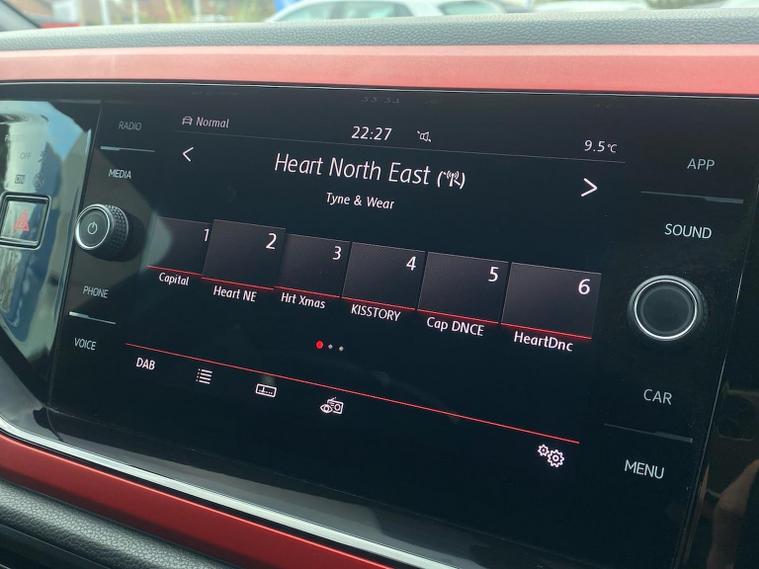 RADIO
Normal
22:27
9.5°C
APP
MEDIA
Heart North East
Tyne & Wear
SOUND
OFF
1
2
3
4
5
6
Capital
Heart NE
Hrt Xmas
KISSTORY
Cap DNCE
HeartDnc
PHONE
VOICE
DAB
CAR
MENU